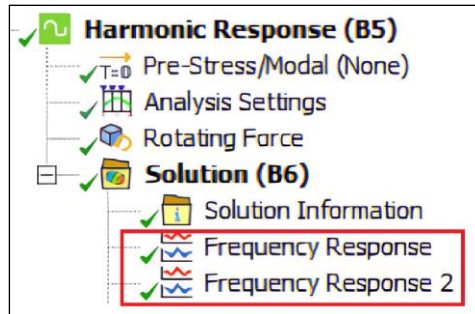 Harmonic Response (B5)
T=0 Pre-Stress/Modal (None)
Analysis Settings
Rotating Force
Solution (B6)
i Solution Information
Frequency Response
Frequency Response 2